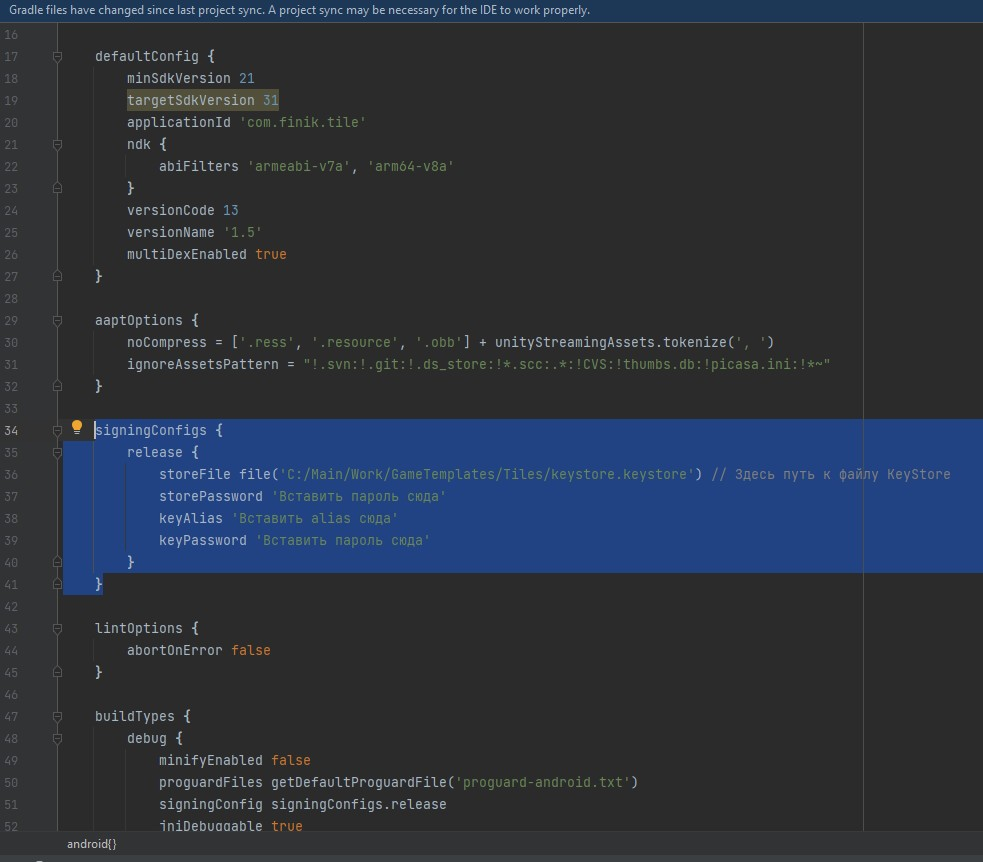 Gradle files have changed since last project sync. A project sync may be necessary for the IDE to work properly.
16
17 defaultConfig {
18 minSdkVersion 21
19 targetSdkVersion 31
20 applicationId 'com.finik.tile'
21 ndk {
22 abiFilters 'armeabi-v7a', 'arm64-v8a'
23 }
24 versionCode 13
25 versionName '1.5'
26 multiDexEnabled true
27 }
28
29 aaptOptions {
30 noCompress = ['.ress', '.resource', '.obb'] + unityStreamingAssets.tokenize(', ')
31 ignoreAssetsPattern = "!.svn:!.git:!.ds_store:!*.scc:.*:!CVS:!thumbs.db:!picasa.ini:!*~"
32 }
33
34 signingConfigs {
35 release {
36 storeFile file('C:/Main/Work/GameTemplates/Tiles/keystore.keystore') // Здесь путь к файлу KeyStore
37 storePassword 'Вставить пароль сюда'
38 keyAlias 'Вставить alias сюда'
39 keyPassword 'Вставить пароль сюда'
40 }
41 }
42
43 lintOptions {
44 abortOnError false
45 }
46
47 buildTypes {
48 debug {
49 minifyEnabled false
50 proguardFiles getDefaultProguardFile('proguard-android.txt')
51 signingConfig signingConfigs.release
52 jniDebuggable true
android{}